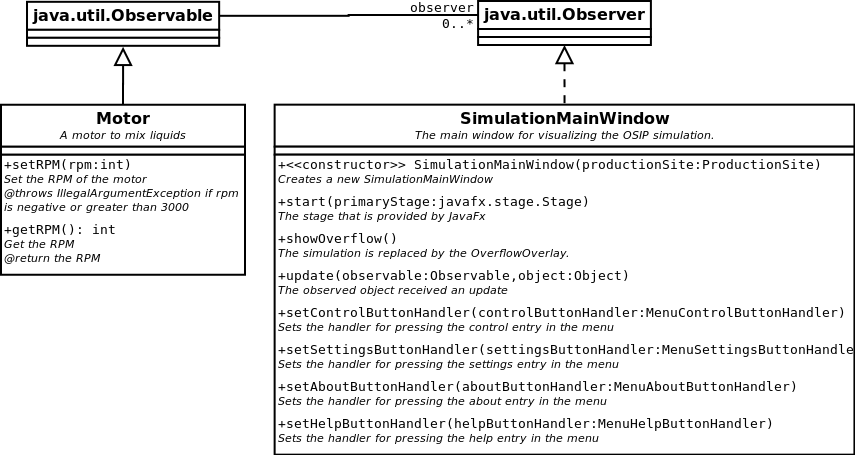 java.util.Observable
observer
0..*
java.util.Observer
Motor
A motor to mix liquids
+setRPM(rpm:int)
Set the RPM of the motor
@throws IllegalArgumentException if rpm
is negative or greater than 3000
+getRPM(): int
Get the RPM
@return the RPM
SimulationMainWindow
The main window for visualizing the OSIP simulation.
+<<constructor>> SimulationMainWindow(productionSite:ProductionSite)
Creates a new SimulationMainWindow
+start(primaryStage:javafx.stage.Stage)
The stage that is provided by JavaFx
+showOverflow()
The simulation is replaced by the OverflowOverlay.
+update(observable:Observable,object:Object)
The observed object received an update
+setControlButtonHandler(controlButtonHandler:MenuControlButtonHandler)
Sets the handler for pressing the control entry in the menu
+setSettingsButtonHandler(settingsButtonHandler:MenuSettingsButtonHandle
Sets the handler for pressing the settings entry in the menu
+setAboutButtonHandler(aboutButtonHandler:MenuAboutButtonHandler)
Sets the handler for pressing the about entry in the menu
+setHelpButtonHandler(helpButtonHandler:MenuHelpButtonHandler)
Sets the handler for pressing the help entry in the menu